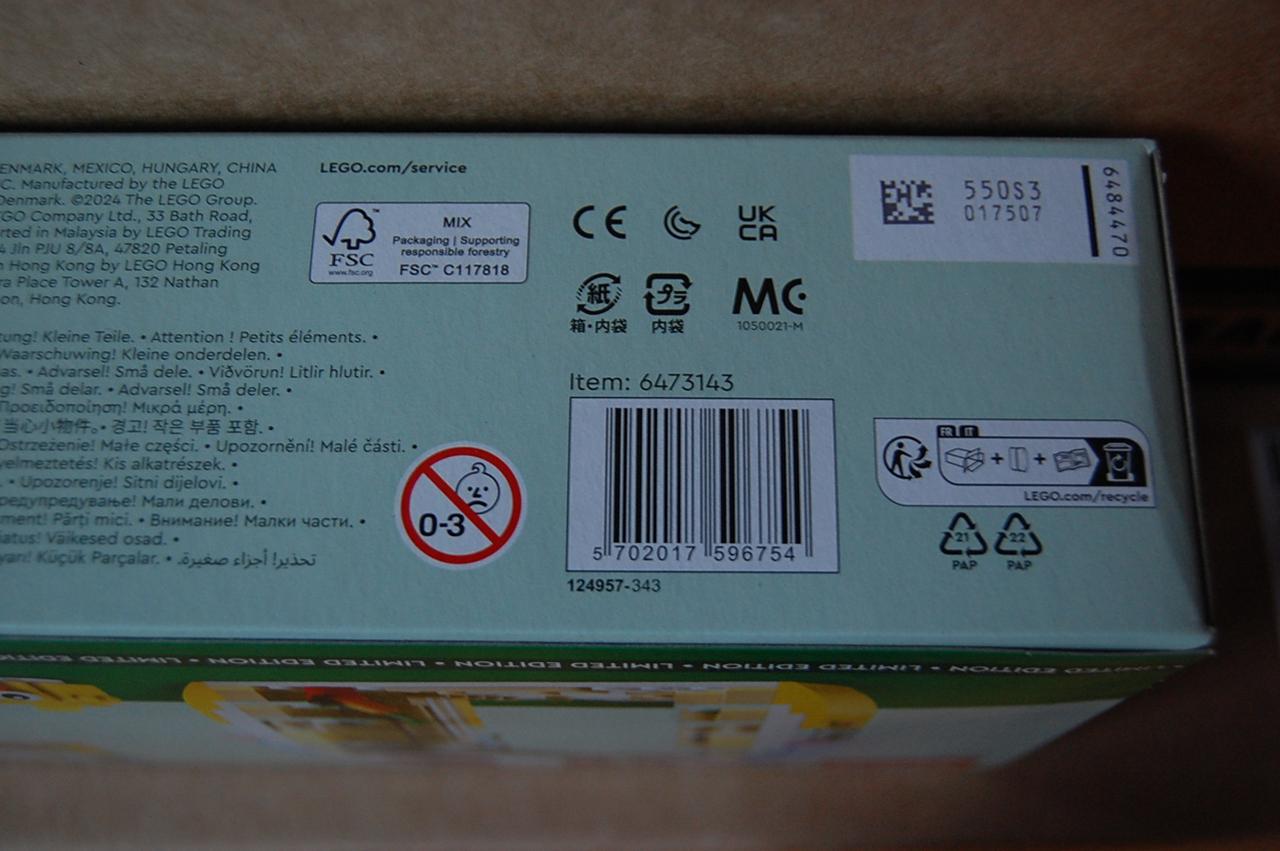 ENMARK, MEXICO, HUNGARY, CHINA
C. Manufactured by the LEGO
Denmark. ©2024 The LEGO Group.
GO Company Ltd., 33 Bath Road,
rted in Malaysia by LEGO Trading
4 Jln PJU 8/8A, 47820 Petaling
n Hong Kong by LEGO Hong Kong
ra Place Tower A, 132 Nathan
on, Hong Kong.
tung! Kleine Teile. • Attention ! Petits éléments. •
Waarschuwing! Kleine onderdelen. •
as. • Advarsel! Små dele. • Viðvörun! Litlir hlutir. •
g! Små delar. • Advarsel! Små deler. •
Προειδοποίηση! Μικρά μέρη. •
当心小物件。• 경고! 작은 부품 포함. •
Ostrzeżenie! Małe części. • Upozornění! Malé části. •
yelmeztetés! Kis alkatrészek. •
. • Upozorenje! Sitni dijelovi. •
редупредување! Мали делови. •
ment! Părți mici. • Внимание! Малки части. •
iatus! Väikesed osad. •
yarı! Küçük Parçalar. • تحذير! أجزاء صغيرة.
LEGO.com/service
FSC™
www.fsc.org
MIX
Packaging | Supporting
responsible forestry
FSC™ C117818
0-3
CE
UK
CA
紙
箱・内袋
プラ
内袋
MC
1050021-M
Item: 6473143
5 702017 596754
124957-343
550S3
017507
6484470
FR IT
LEGO.com/recycle
21
PAP
22
PAP
LIMITED EDITION • LIMITED EDITION • LIMITED EDITION • LIMITED EDITION •